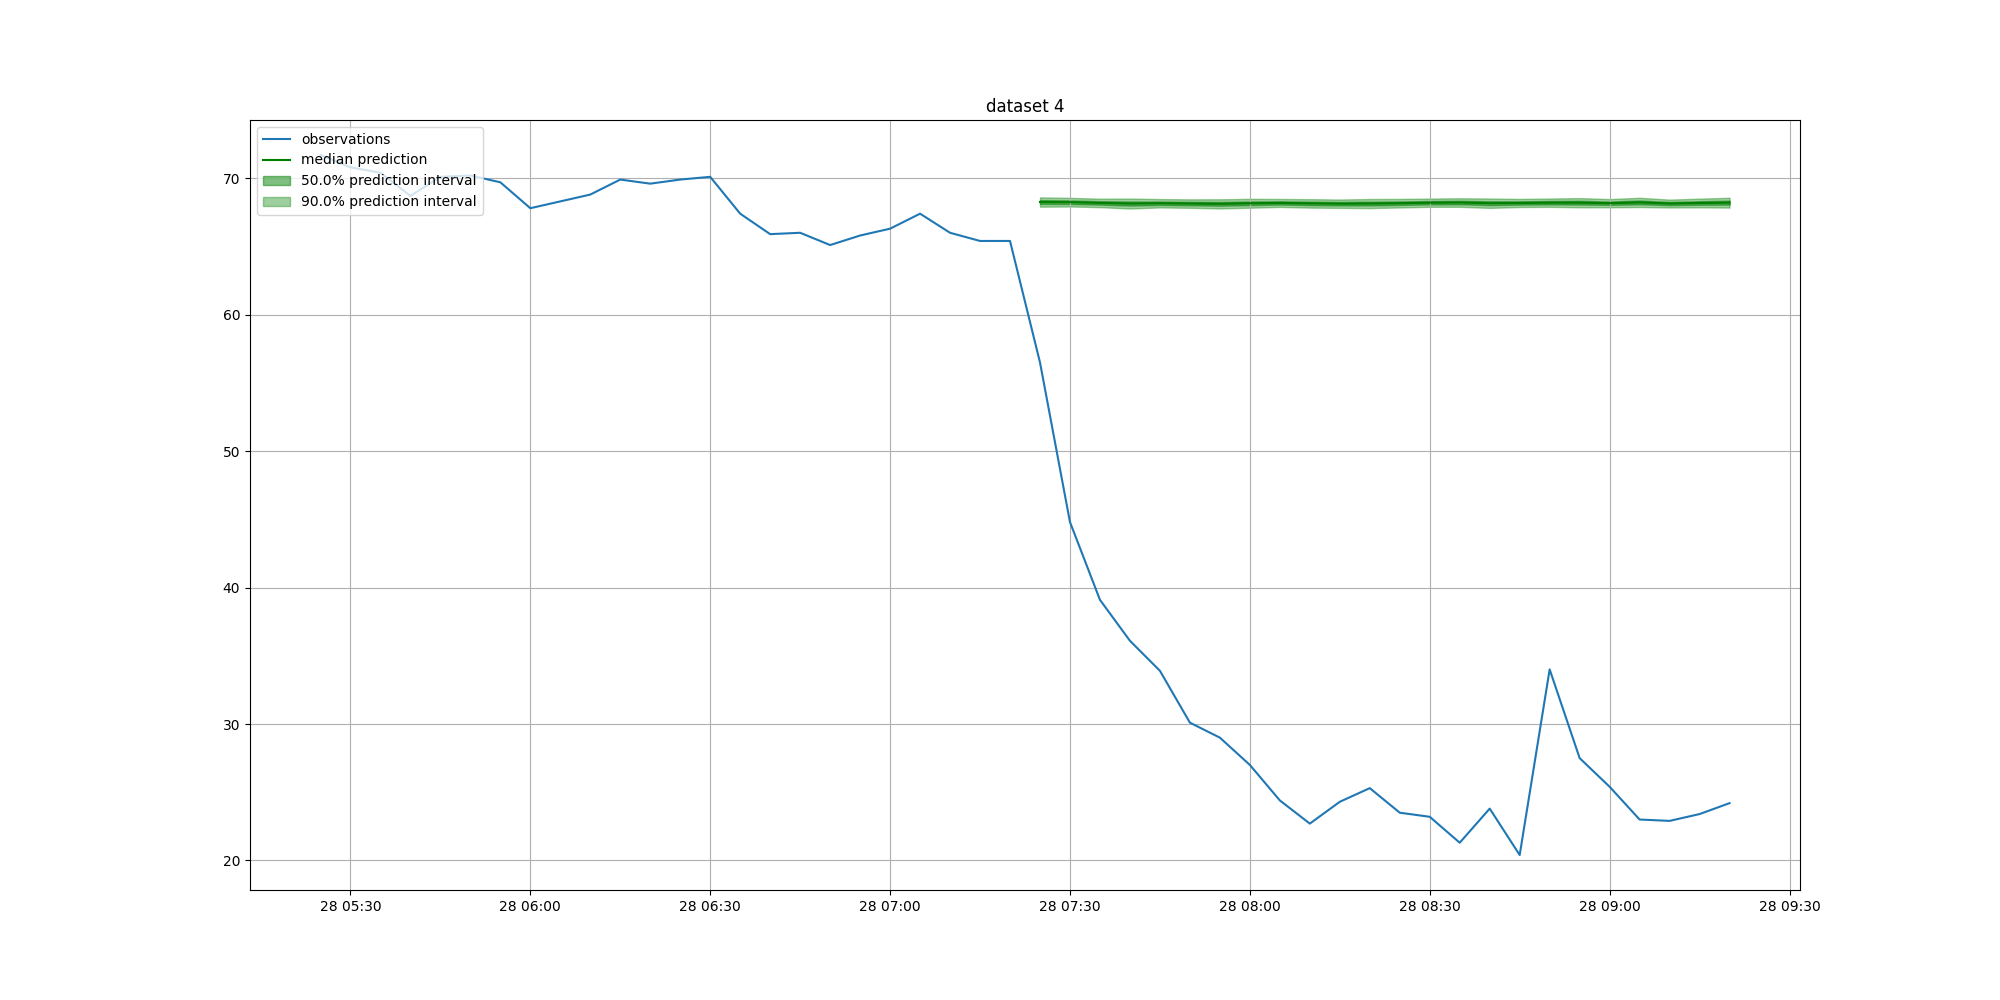 dataset 4
observations
median prediction
50.0% prediction interval
90.0% prediction interval
70
60
50
40
30
20
28 05:30 28 06:00 28 06:30 28 07:00 28 07:30 28 08:00 28 08:30 28 09:00 28 09:30